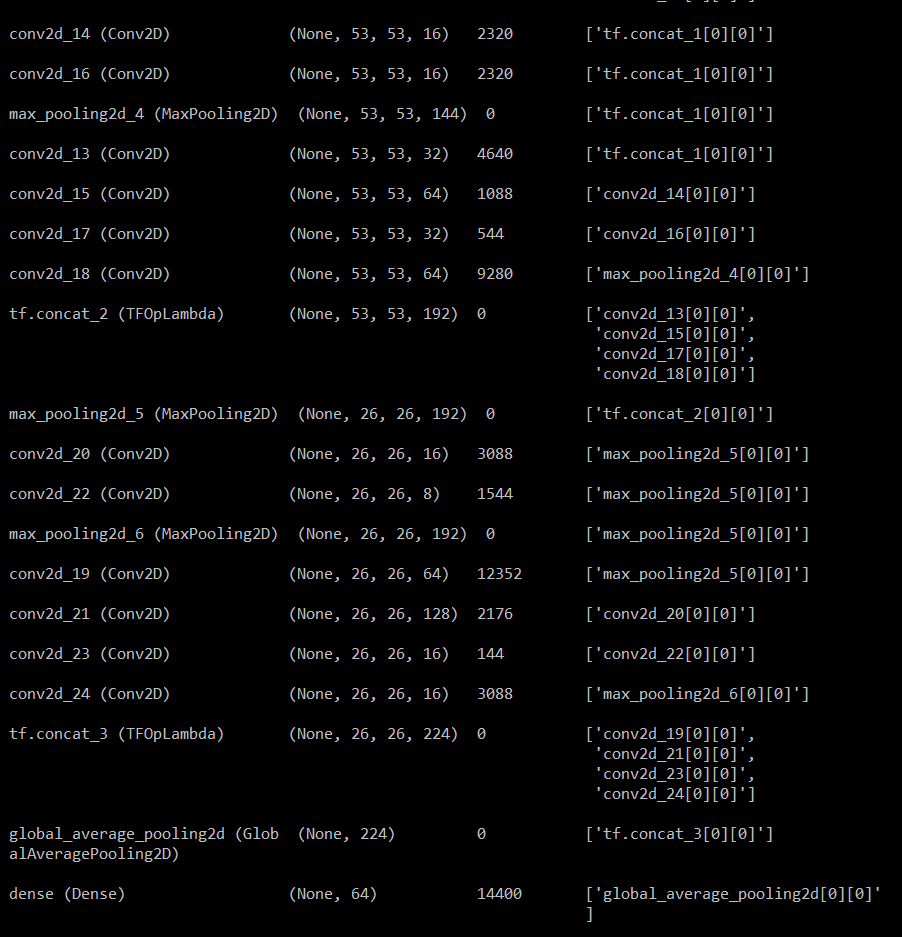 conv2d_14 (Conv2D) (None, 53, 53, 16) 2320 ['tf.concat_1[0][0]']
conv2d_16 (Conv2D) (None, 53, 53, 16) 2320 ['tf.concat_1[0][0]']
max_pooling2d_4 (MaxPooling2D) (None, 53, 53, 144) 0 ['tf.concat_1[0][0]']
conv2d_13 (Conv2D) (None, 53, 53, 32) 4640 ['tf.concat_1[0][0]']
conv2d_15 (Conv2D) (None, 53, 53, 64) 1088 ['conv2d_14[0][0]']
conv2d_17 (Conv2D) (None, 53, 53, 32) 544 ['conv2d_16[0][0]']
conv2d_18 (Conv2D) (None, 53, 53, 64) 9280 ['max_pooling2d_4[0][0]']
tf.concat_2 (TFOpLambda) (None, 53, 53, 192) 0 ['conv2d_13[0][0]',
'conv2d_15[0][0]',
'conv2d_17[0][0]',
'conv2d_18[0][0]']
max_pooling2d_5 (MaxPooling2D) (None, 26, 26, 192) 0 ['tf.concat_2[0][0]']
conv2d_20 (Conv2D) (None, 26, 26, 16) 3088 ['max_pooling2d_5[0][0]']
conv2d_22 (Conv2D) (None, 26, 26, 8) 1544 ['max_pooling2d_5[0][0]']
max_pooling2d_6 (MaxPooling2D) (None, 26, 26, 192) 0 ['max_pooling2d_5[0][0]']
conv2d_19 (Conv2D) (None, 26, 26, 64) 12352 ['max_pooling2d_5[0][0]']
conv2d_21 (Conv2D) (None, 26, 26, 128) 2176 ['conv2d_20[0][0]']
conv2d_23 (Conv2D) (None, 26, 26, 16) 144 ['conv2d_22[0][0]']
conv2d_24 (Conv2D) (None, 26, 26, 16) 3088 ['max_pooling2d_6[0][0]']
tf.concat_3 (TFOpLambda) (None, 26, 26, 224) 0 ['conv2d_19[0][0]',
'conv2d_21[0][0]',
'conv2d_23[0][0]',
'conv2d_24[0][0]']
global_average_pooling2d (Glob (None, 224) 0 ['tf.concat_3[0][0]']
alAveragePooling2D)
dense (Dense) (None, 64) 14400 ['global_average_pooling2d[0][0]'
]